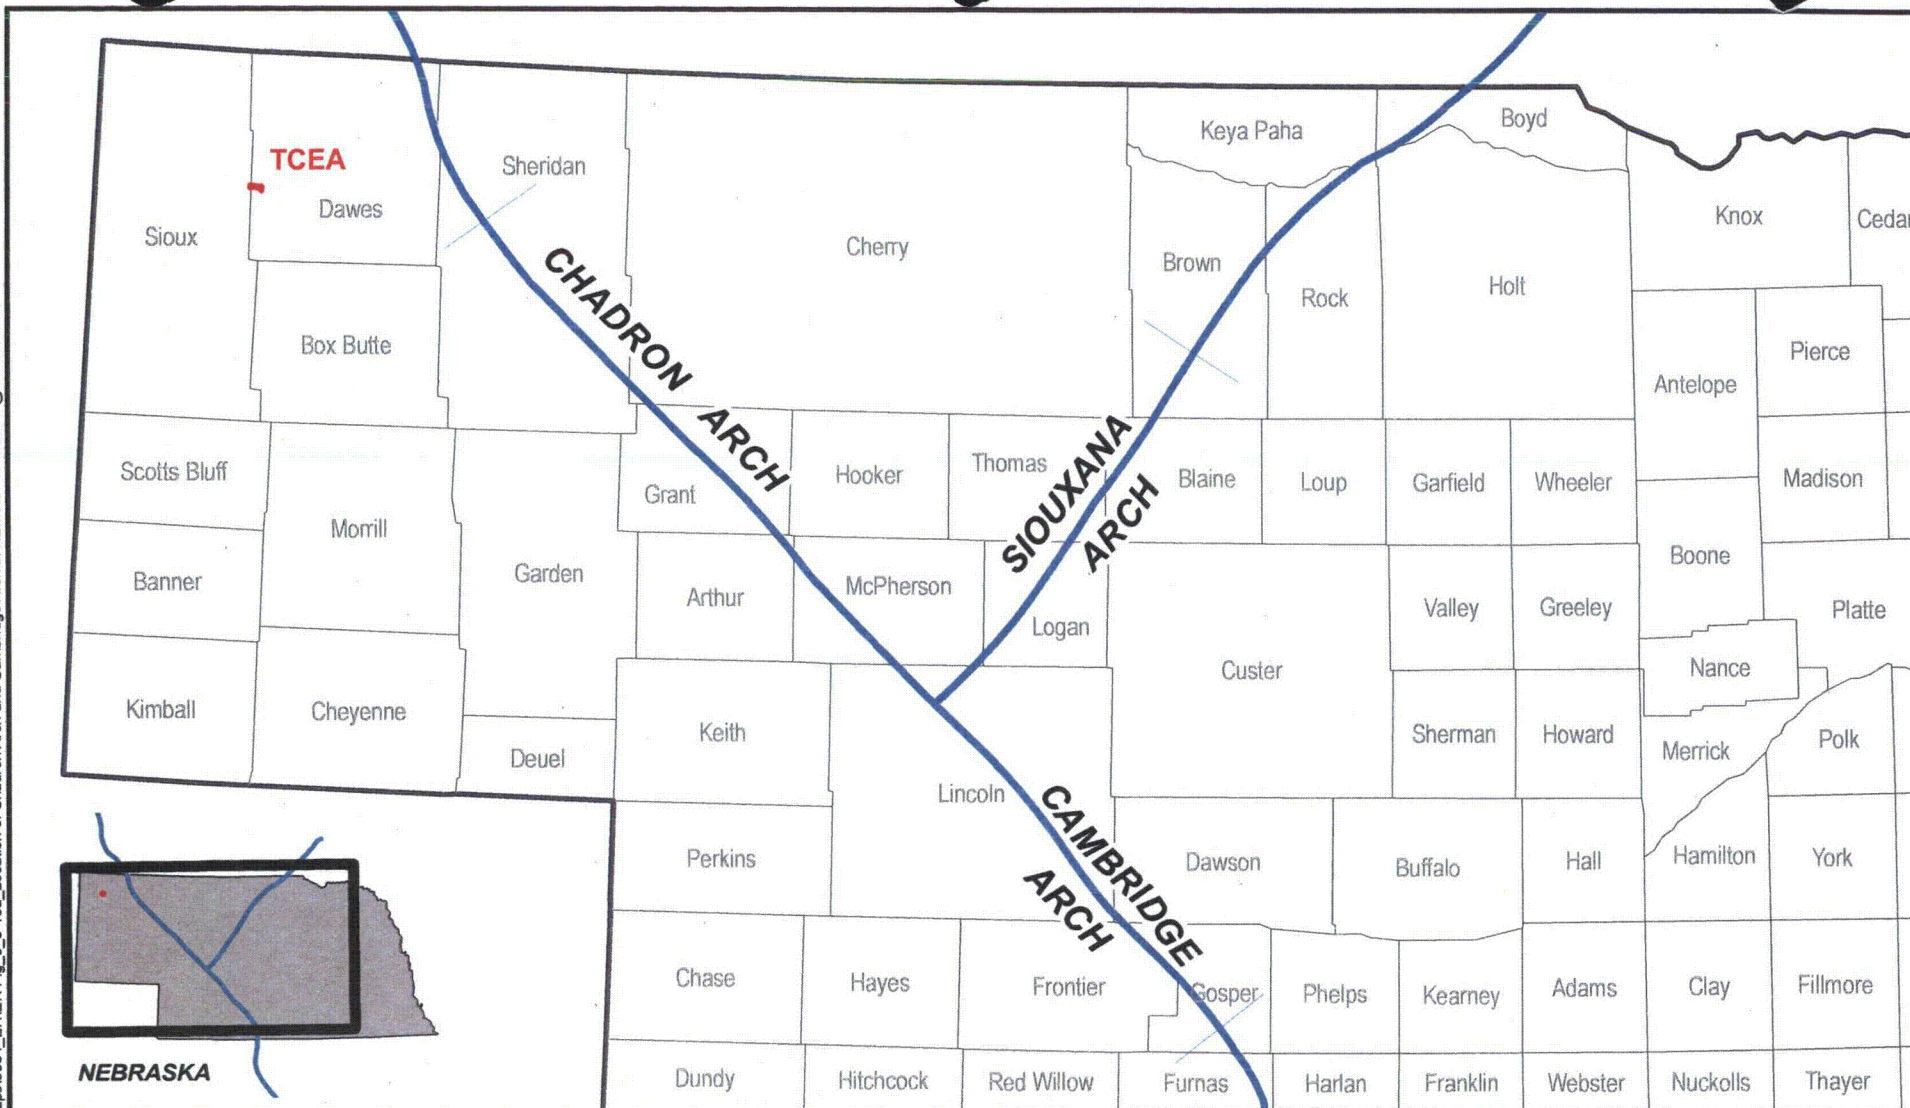 Keya Paha
Boyd
TCEA
Sheridan
Dawes
Sioux
Cherry
Knox
Cedar
Brown
Rock
Holt
CHADRON ARCH
Box Butte
Pierce
Antelope
Scotts Bluff
Grant
Hooker
Thomas
SIOUXANA
ARCH
Blaine
Loup
Garfield
Wheeler
Madison
Morrill
Banner
Garden
Arthur
McPherson
Logan
Boone
Valley
Greeley
Platte
Custer
Nance
Kimball
Cheyenne
Keith
Deuel
Sherman
Howard
Merrick
Polk
Lincoln
CAMBRIDGE
ARCH
Perkins
Dawson
Buffalo
Hall
Hamilton
York
Chase
Hayes
Frontier
Gosper
Phelps
Kearney
Adams
Clay
Fillmore
NEBRASKA
Dundy
Hitchcock
Red Willow
Furnas
Harlan
Franklin
Webster
Nuckolls
Thayer